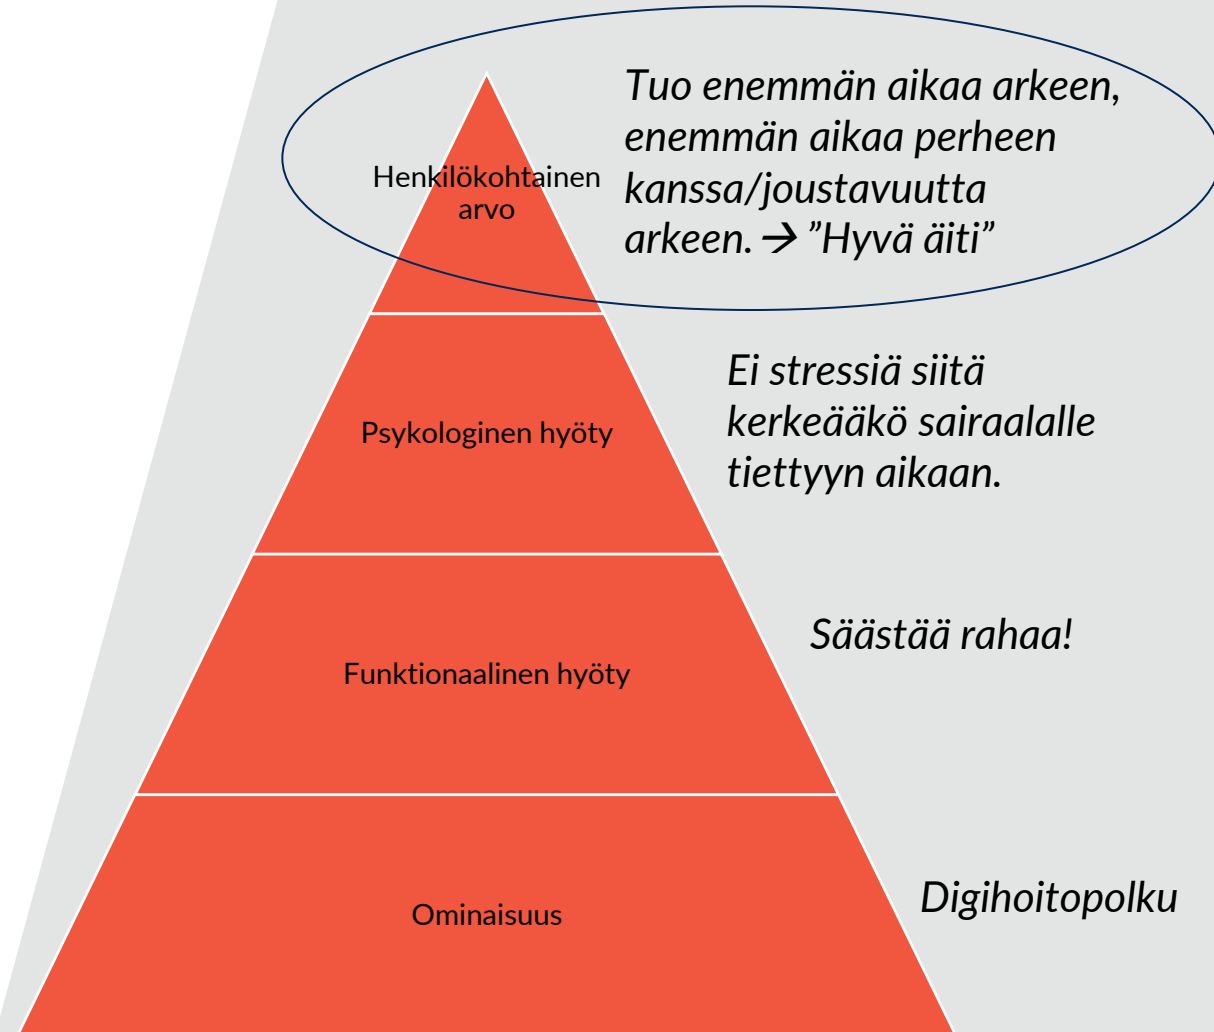 Tuo enemmän aikaa arkeen,
enemmän aikaa perheen
kanssa/joustavuutta
arkeen. → ”Hyvä äiti”
Henkilökohtainen
arvo
Ei stressiä siitä
kerkeääkö sairaalalle
tiettyyn aikaan.
Psykologinen hyöty
Säästää rahaa!
Funktionaalinen hyöty
Digihoitopolku
Ominaisuus